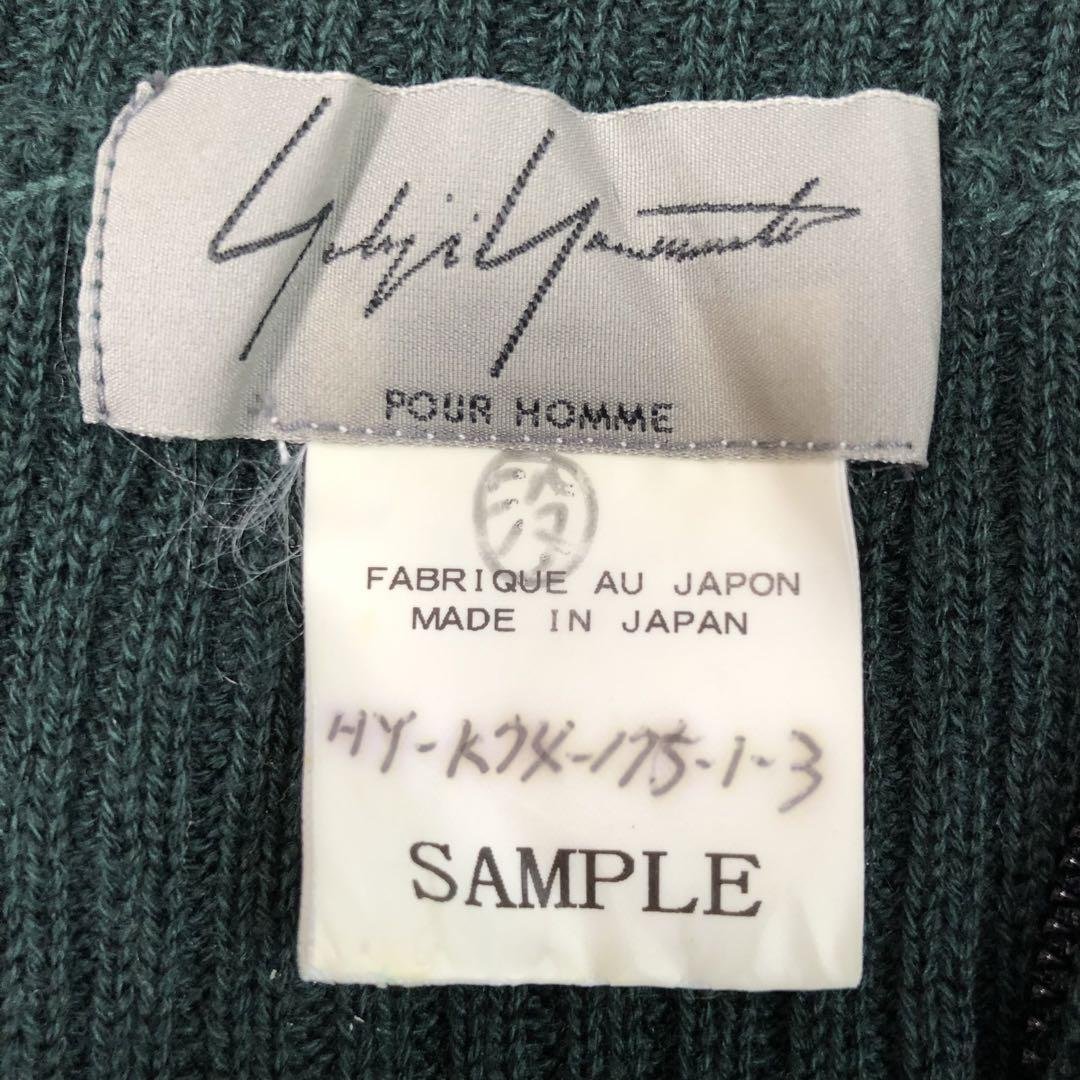 Yohji Yamamoto
POUR HOMME
FABRIQUE AU JAPON
MADE IN JAPAN
HY-K74-175-1-3
SAMPLE